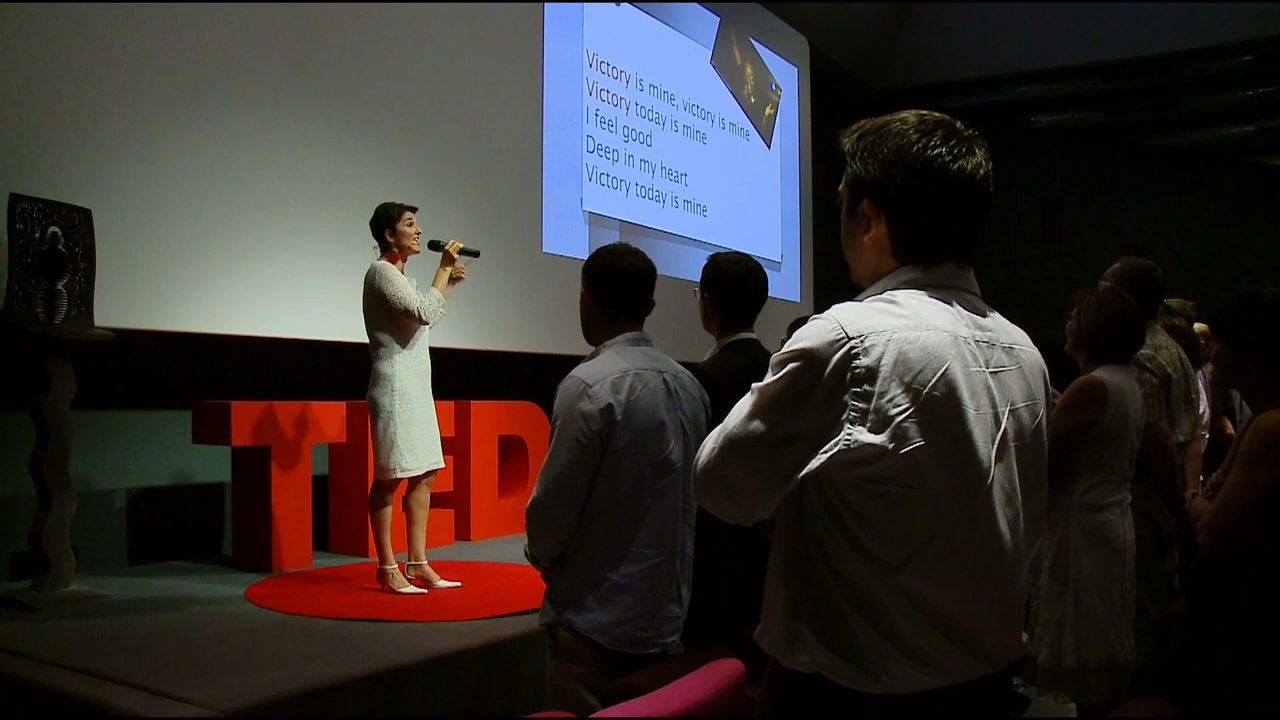 Victory is mine, victory is mine
Victory today is mine
I feel good
Deep in my heart
Victory today is mine
TED